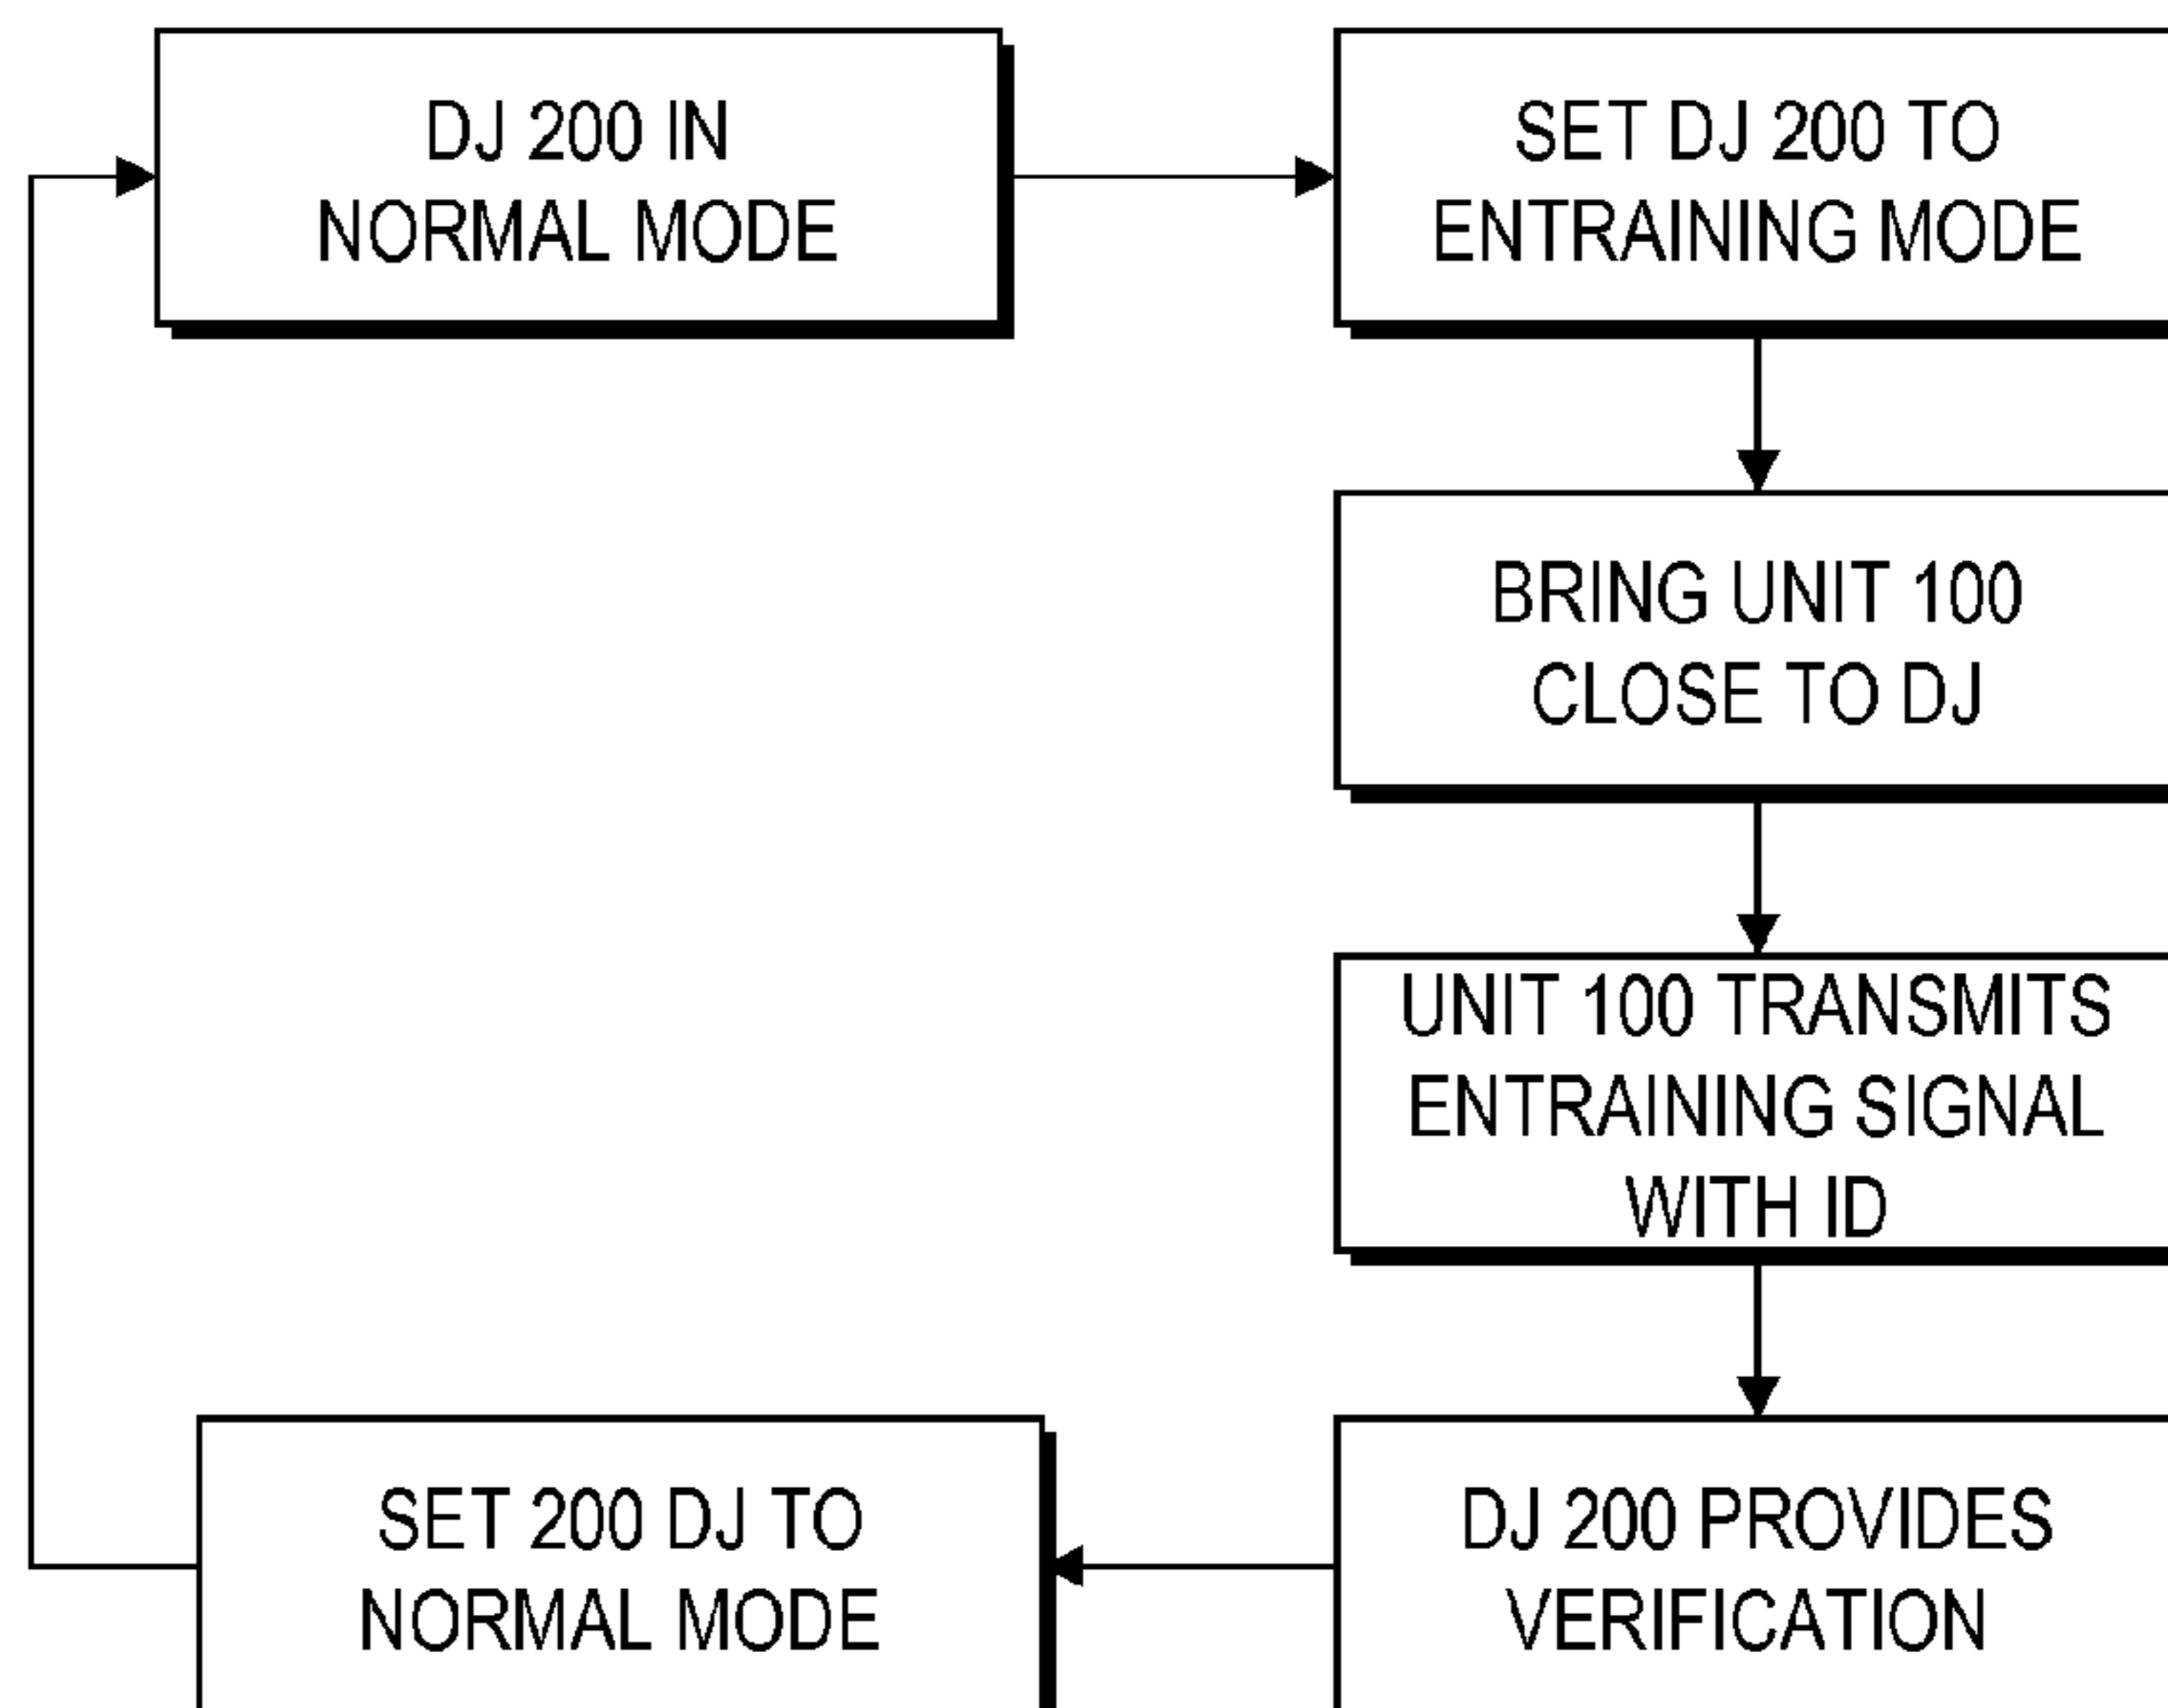 DJ 200 IN
NORMAL MODE
SET DJ 200 TO
ENTRAINING MODE
BRING UNIT 100
CLOSE TO DJ
UNIT 100 TRANSMITS
ENTRAINING SIGNAL
WITH ID
DJ 200 PROVIDES
VERIFICATION
SET 200 DJ TO
NORMAL MODE